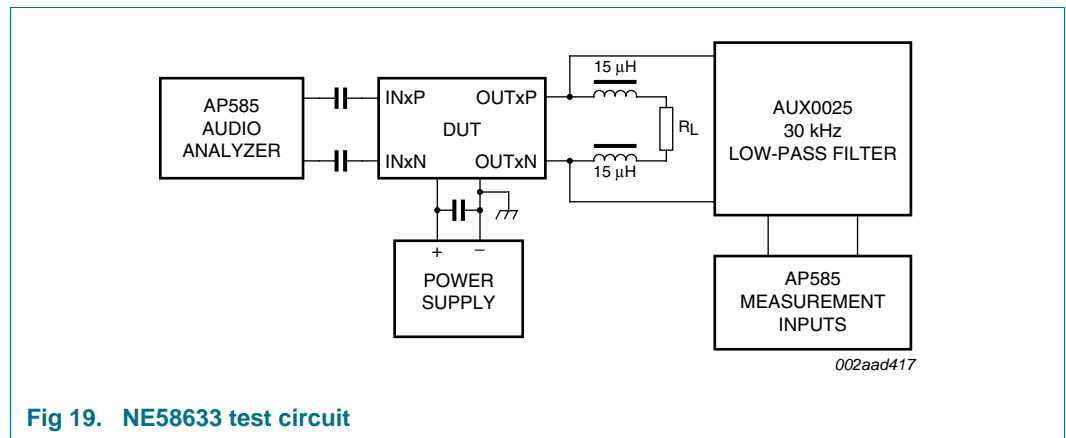 AP585
AUDIO
ANALYZER
INxP
INxN
DUT
OUTxP
OUTxN
15 μH
15 μH
RL
AUX0025
30 kHz
LOW-PASS FILTER
+
−
POWER
SUPPLY
AP585
MEASUREMENT
INPUTS
002aad417
Fig 19. NE58633 test circuit